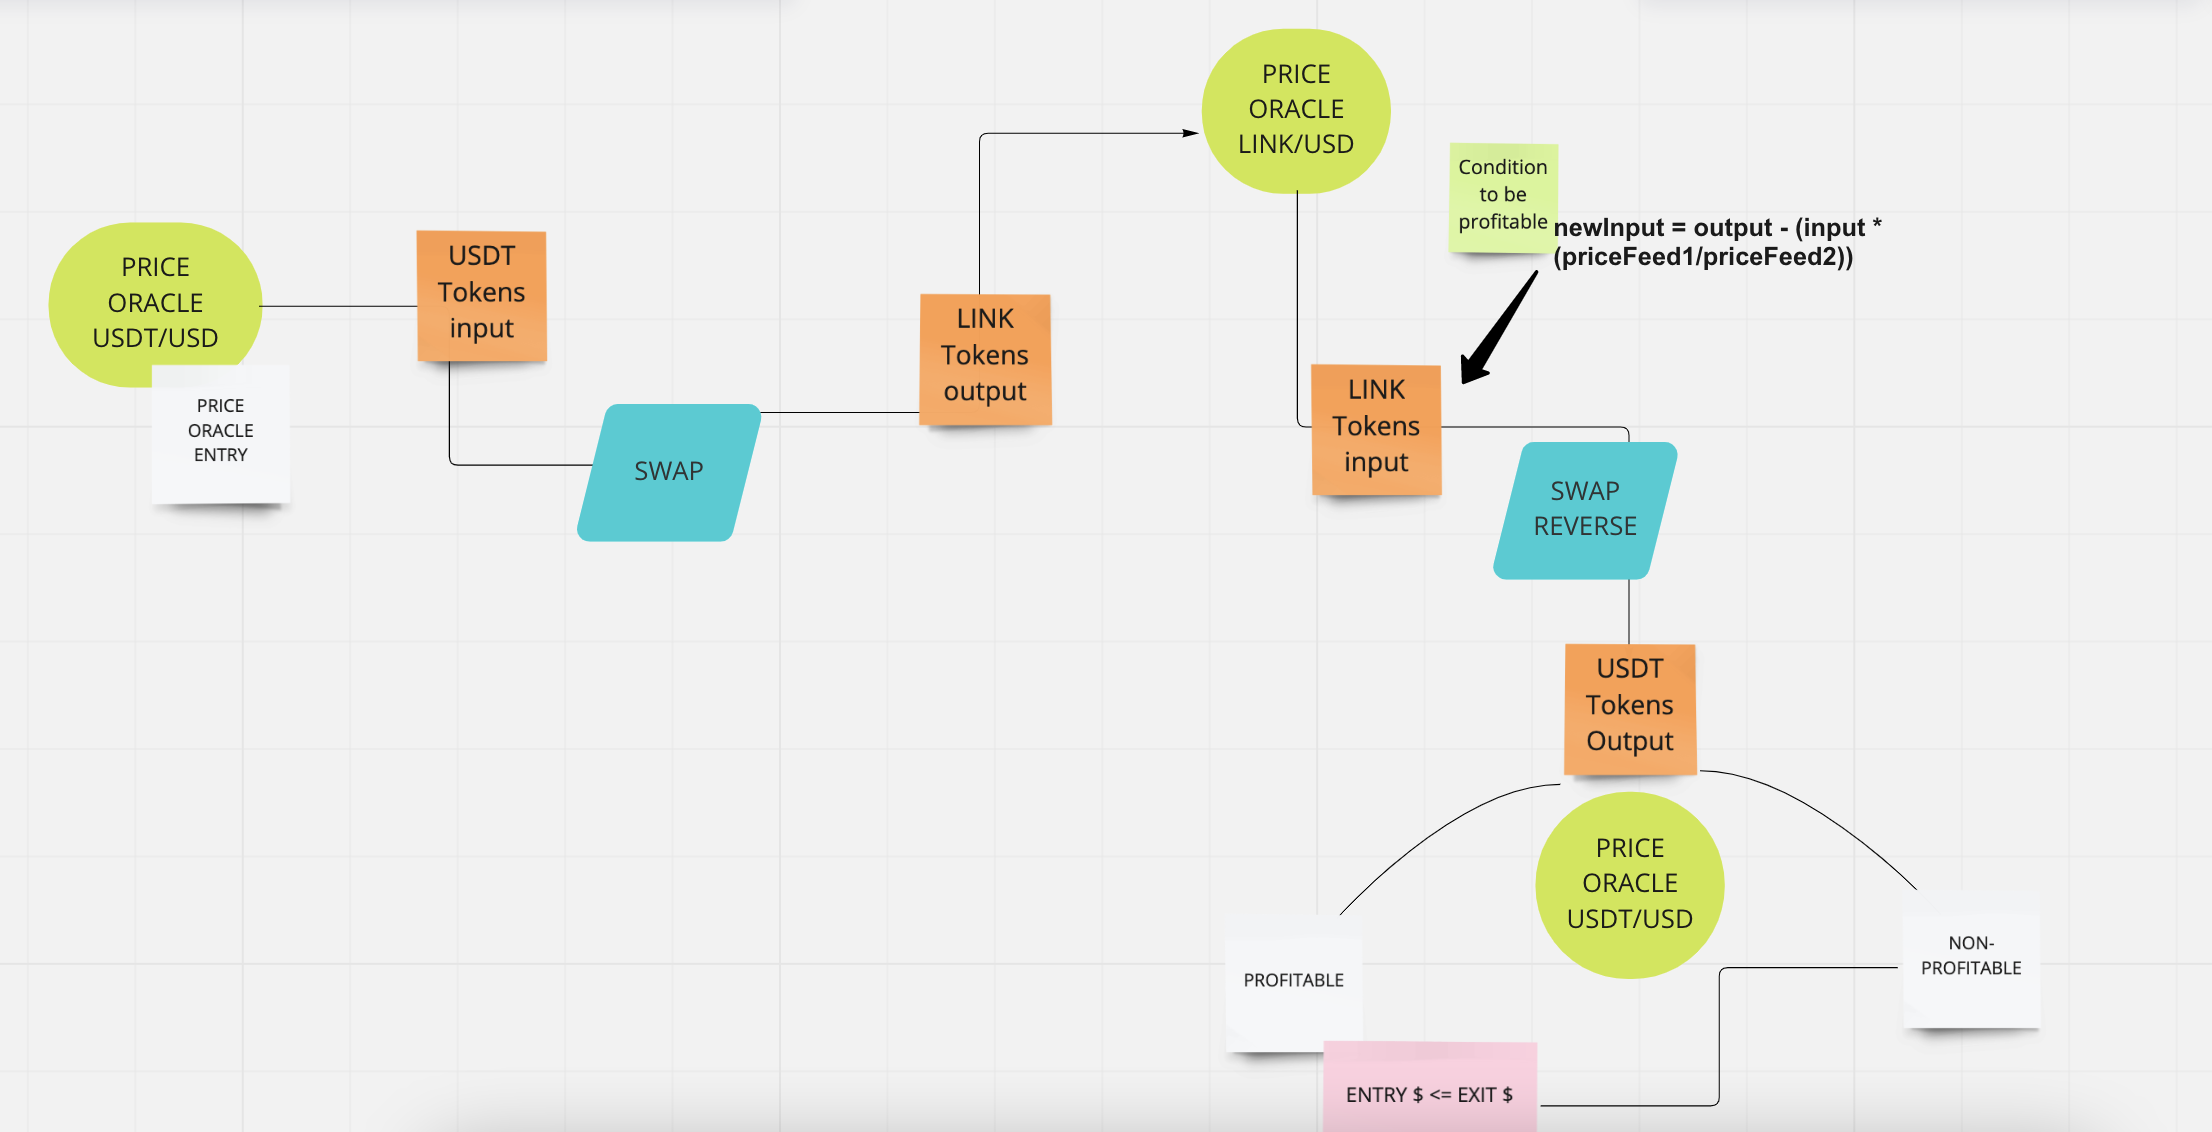 PRICE
ORACLE
USDT/USD
PRICE
ORACLE
ENTRY
USDT
Tokens
input
SWAP
LINK
Tokens
output
PRICE
ORACLE
LINK/USD
Condition
to be
profitable
newInput = output - (input *
(priceFeed1/priceFeed2))
LINK
Tokens
input
SWAP
REVERSE
USDT
Tokens
Output
PRICE
ORACLE
USDT/USD
PROFITABLE
NON-
PROFITABLE
ENTRY $ <= EXIT $